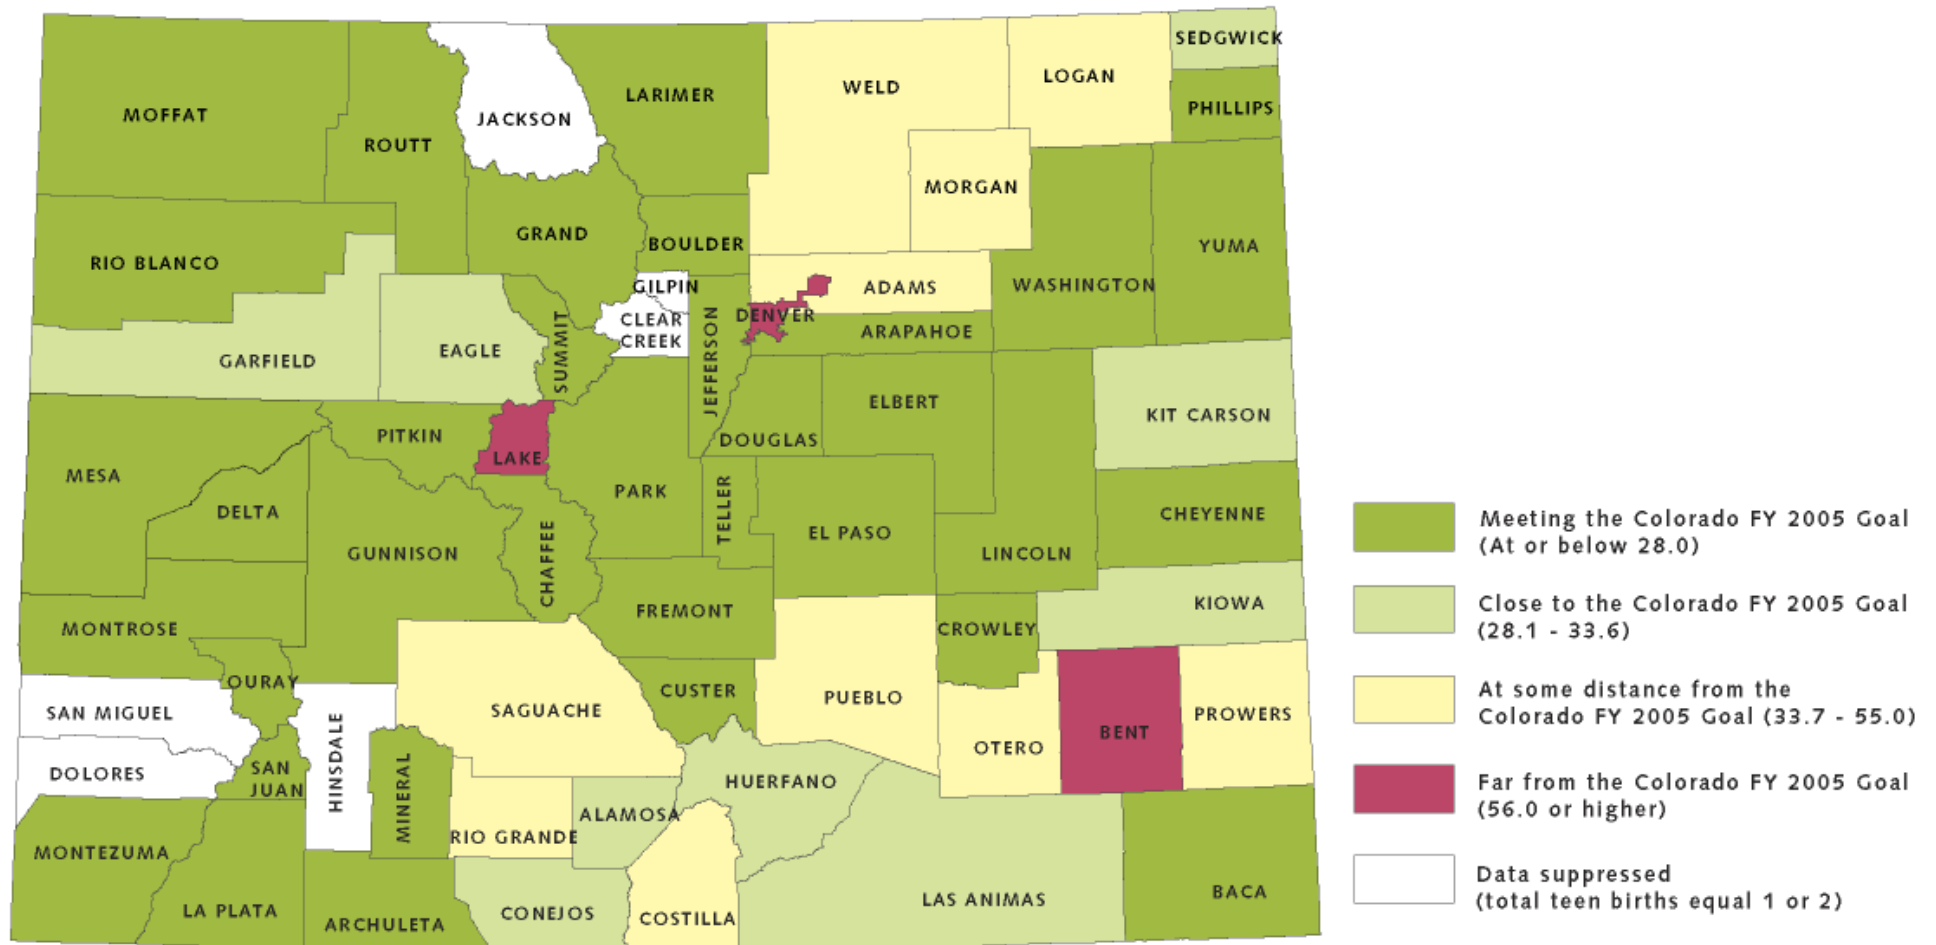 SEDGWICK
LOGAN
WELD
LARIMER
PHILLIPS
MOFFAT
JACKSON
ROUTT
MORGAN
GRAND
BOULDER
YUMA
RIO BLANCO
WASHINGTON
GILPIN
ADAMS
DENVER
CLEAR
CREEK
ARAPAHOE
GARFIELD
EAGLE
SUMMIT
JEFFERSON
ELBERT
KIT CARSON
PITKIN
DOUGLAS
LAKE
MESA
PARK
TELLER
DELTA
CHEYENNE
EL PASO
GUNNISON
CHAFFEE
LINCOLN
KIOWA
FREMONT
MONTROSE
CROWLEY
OURAY
CUSTER
PUEBLO
SAGUACHE
SAN MIGUEL
PROWERS
BENT
OTERO
HINSDALE
DOLORES
SAN
JUAN
MINERAL
HUERFANO
ALAMOSA
RIO GRANDE
MONTEZUMA
BACA
LAS ANIMAS
LA PLATA
CONEJOS
COSTILLA
ARCHULETA
Meeting the Colorado FY 2005 Goal
(At or below 28.0)
Close to the Colorado FY 2005 Goal
(28.1 - 33.6)
At some distance from the
Colorado FY 2005 Goal (33.7 - 55.0)
Far from the Colorado FY 2005 Goal
(56.0 or higher)
Data suppressed
(total teen births equal 1 or 2)